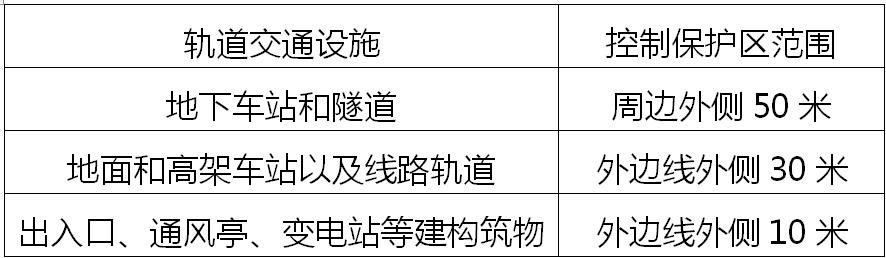 轨道交通设施 控制保护区范围
地下车站和隧道 周边外侧 50 米
地面和高架车站以及线路轨道 外边线外侧 30 米
出入口、通风亭、变电站等建构筑物 外边线外侧 10 米